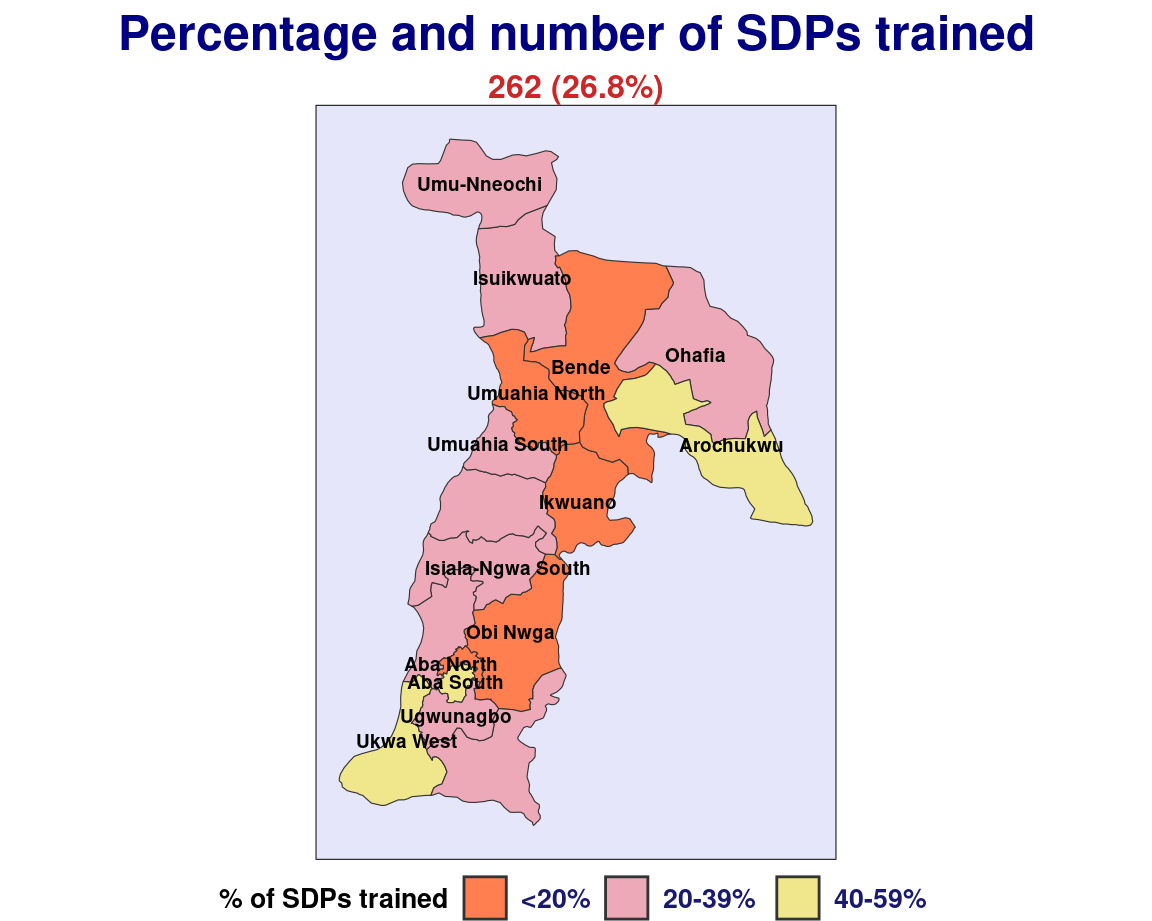 Percentage and number of SDPs trained
262 (26.8%)
Umu-Nneochi
Isuikwuato
Ohafia
Bende
Umuahia North
Umuahia South
Arochukwu
Ikwuano
Isiala-Ngwa South
Obi Nwga
Aba North
Aba South
Ugwunagbo
Ukwa West
% of SDPs trained <20% 20-39% 40-59%